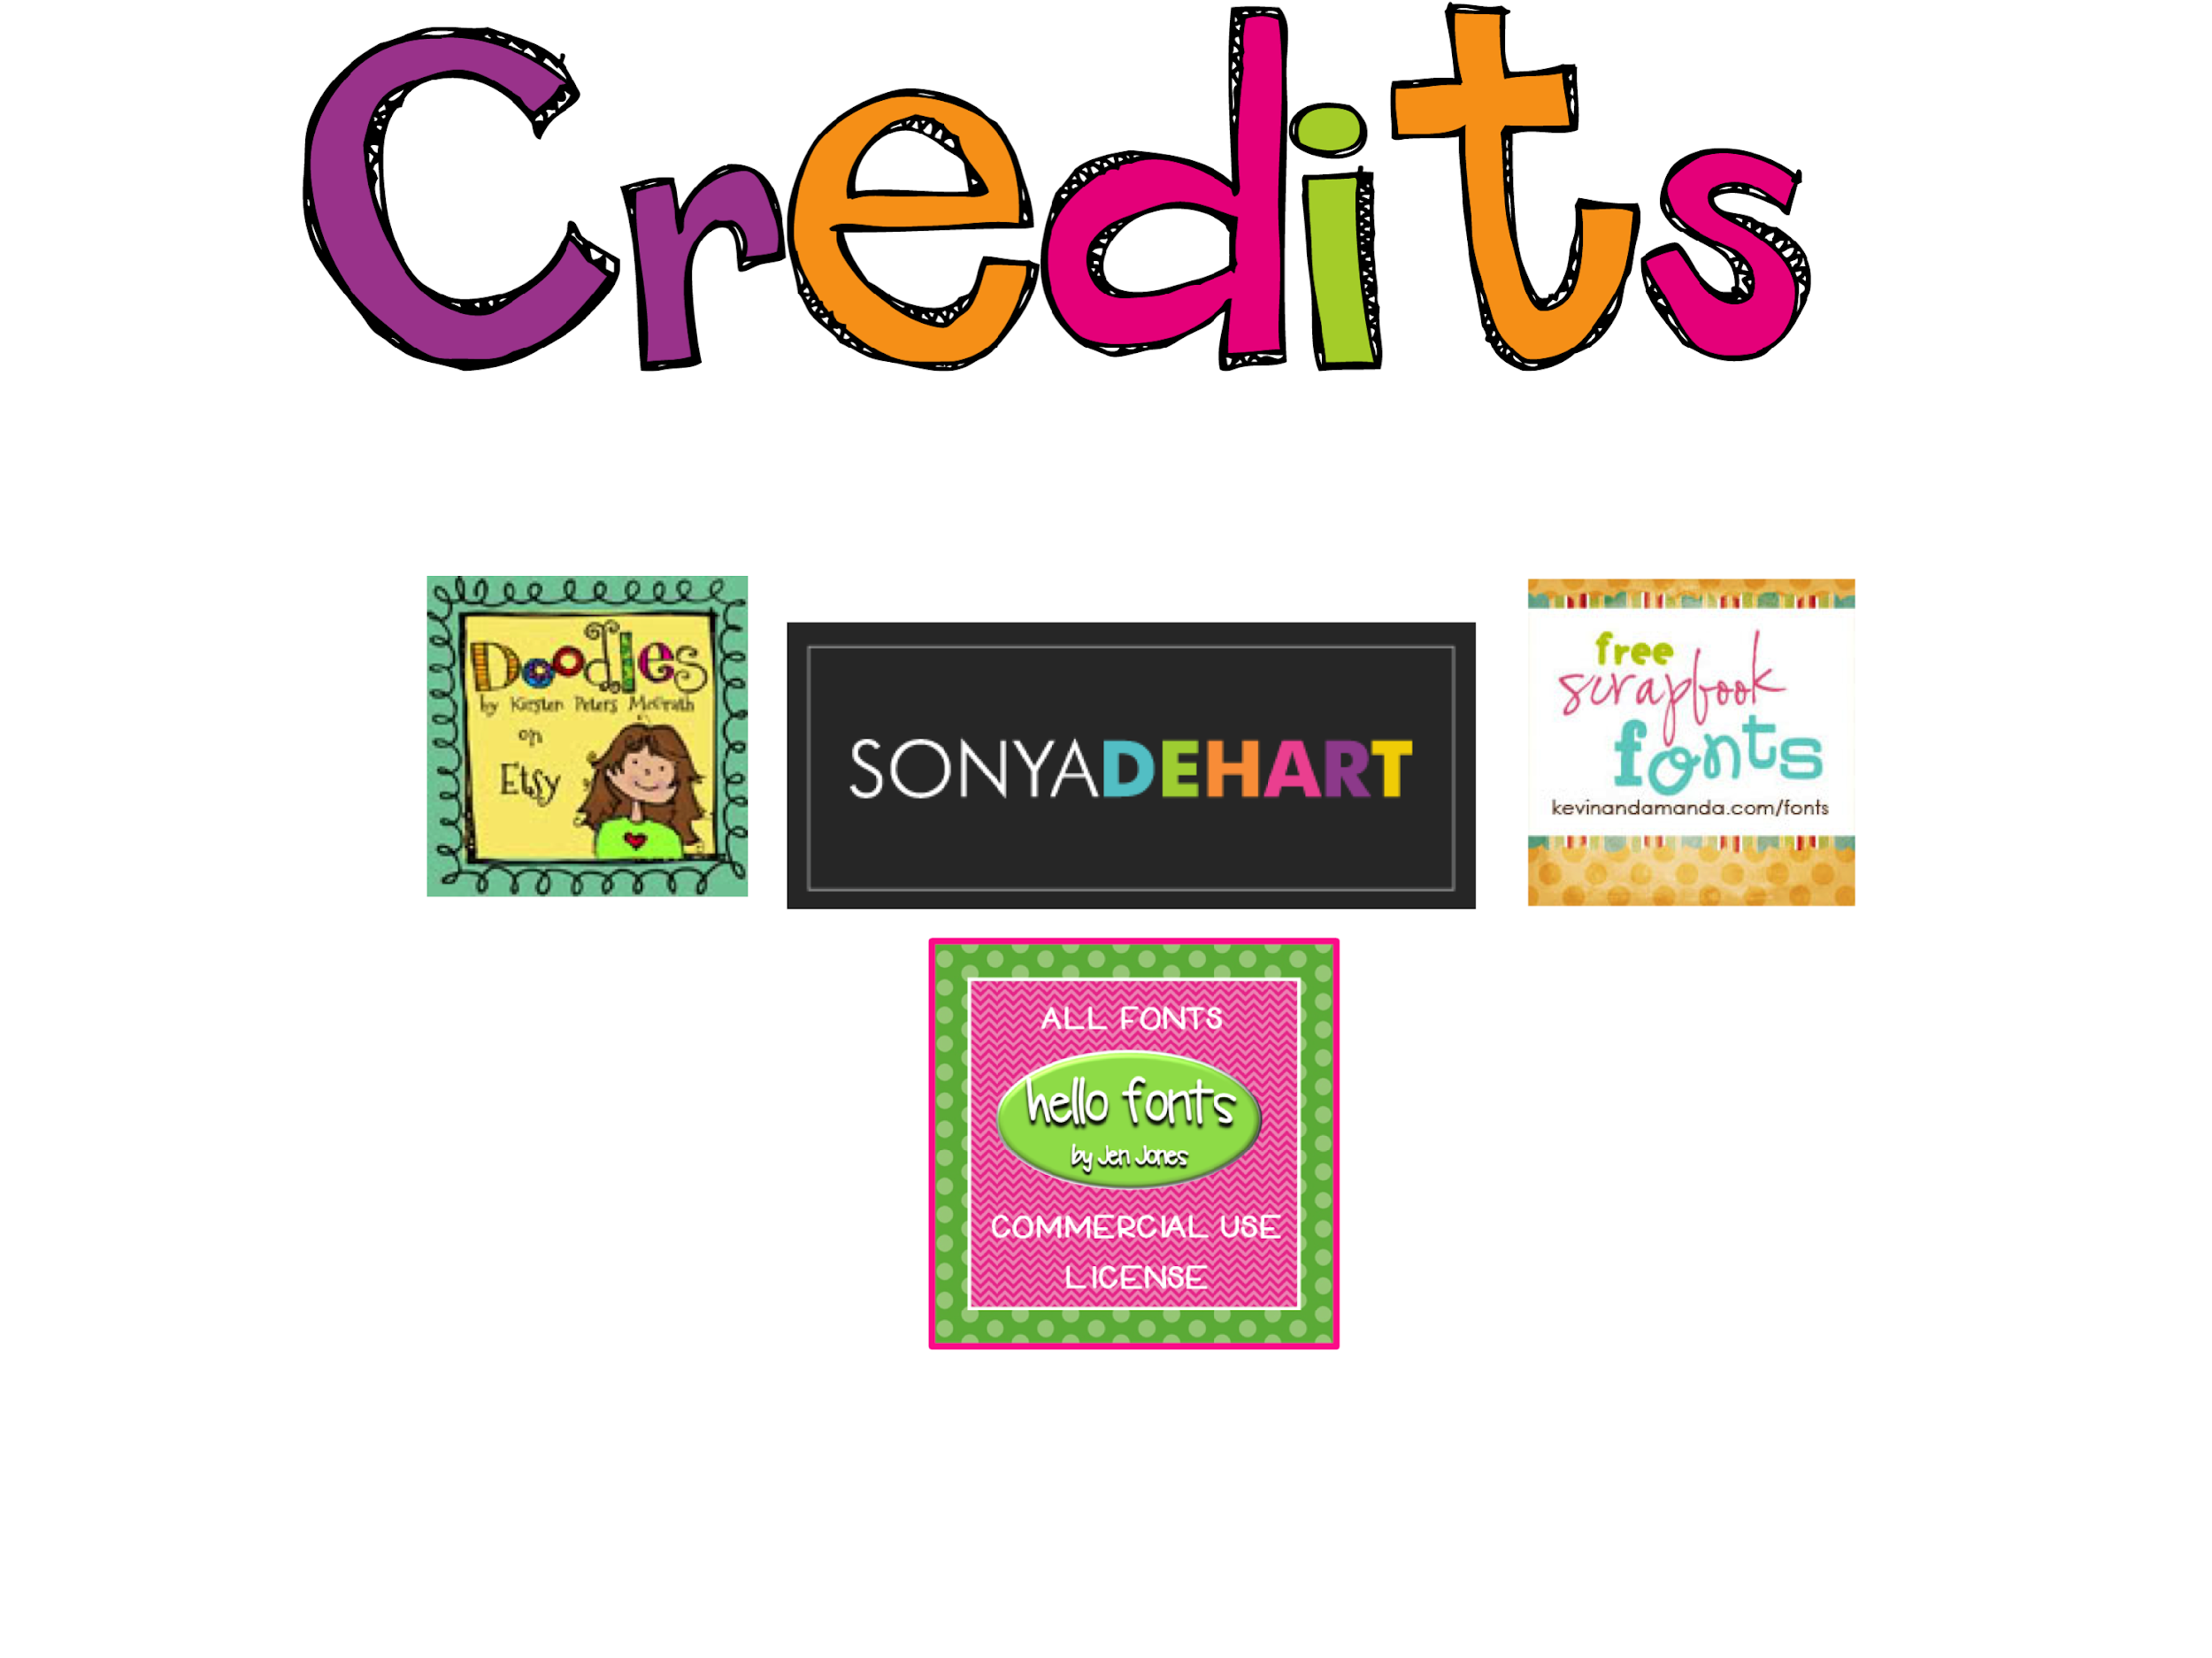 Credits
Doodles
by Kirsten Peters McGrath
on
Etsy
SONYADEHART
free
scrapbook
fonts
kevinandamanda.com/fonts
ALL FONTS
hello fonts
by Jen Jones
COMMERCIAL USE
LICENSE